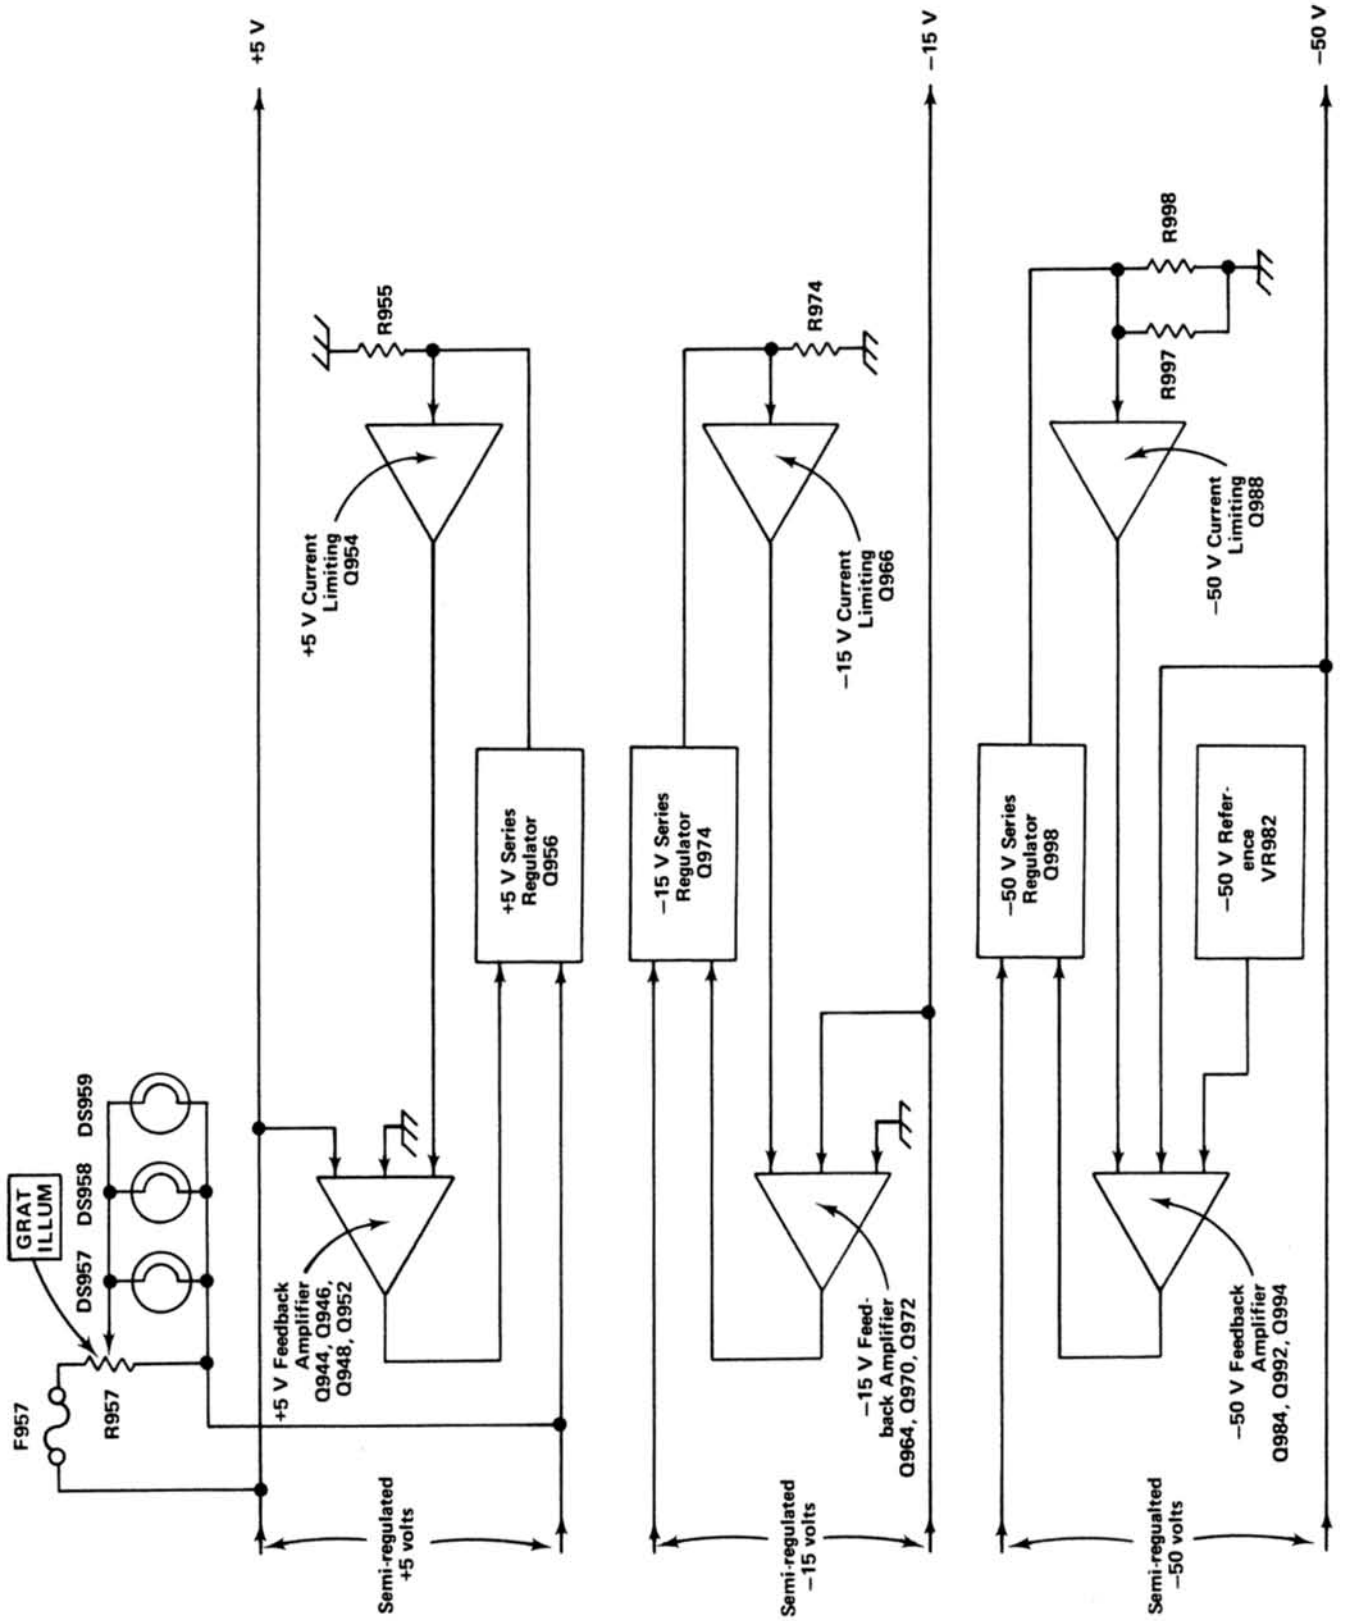 F957
R957
GRAT
ILLUM
DS957
DS958
DS959
+5 V
Semi-regulated
+5 volts
+5 V Feedback
Amplifier
Q944, Q946,
Q948, Q952
+5 V Series
Regulator
Q956
+5 V Current
Limiting
Q954
R955
−15 V
Semi-regulated
−15 volts
−15 V Feed-
back Amplifier
Q964, Q970, Q972
−15 V Series
Regulator
Q974
−15 V Current
Limiting
Q966
R974
−50 V
Semi-regualted
−50 volts
−50 V Feedback
Amplifier
Q984, Q992, Q994
−50 V Series
Regulator
Q998
−50 V Refer-
ence
VR982
−50 V Current
Limiting
Q988
R997
R998